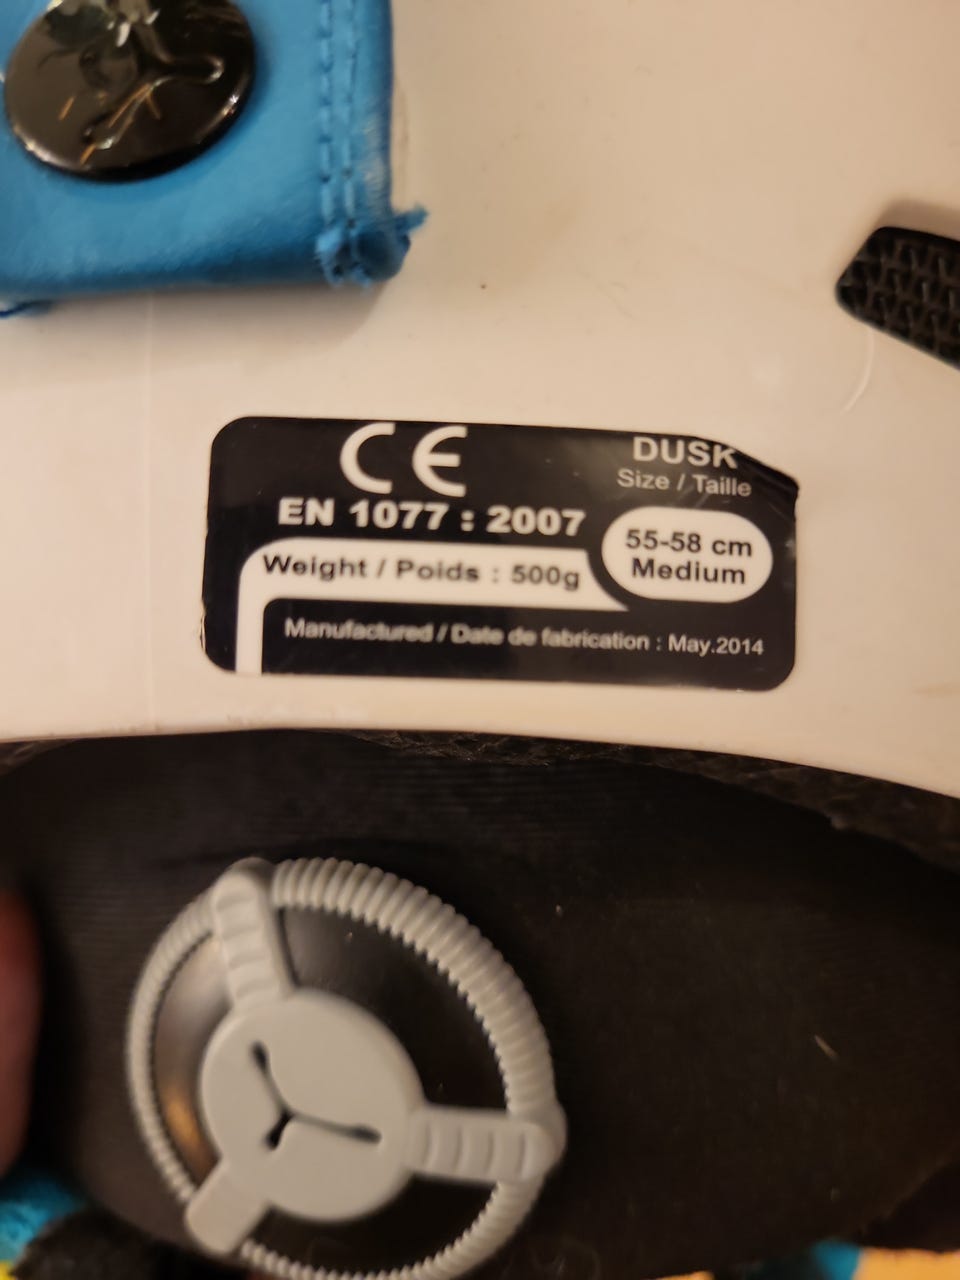 CE
DUSK
Size / Taille
EN 1077 : 2007
55-58 cm
Medium
Weight / Poids : 500g
Manufactured / Date de fabrication : May.2014